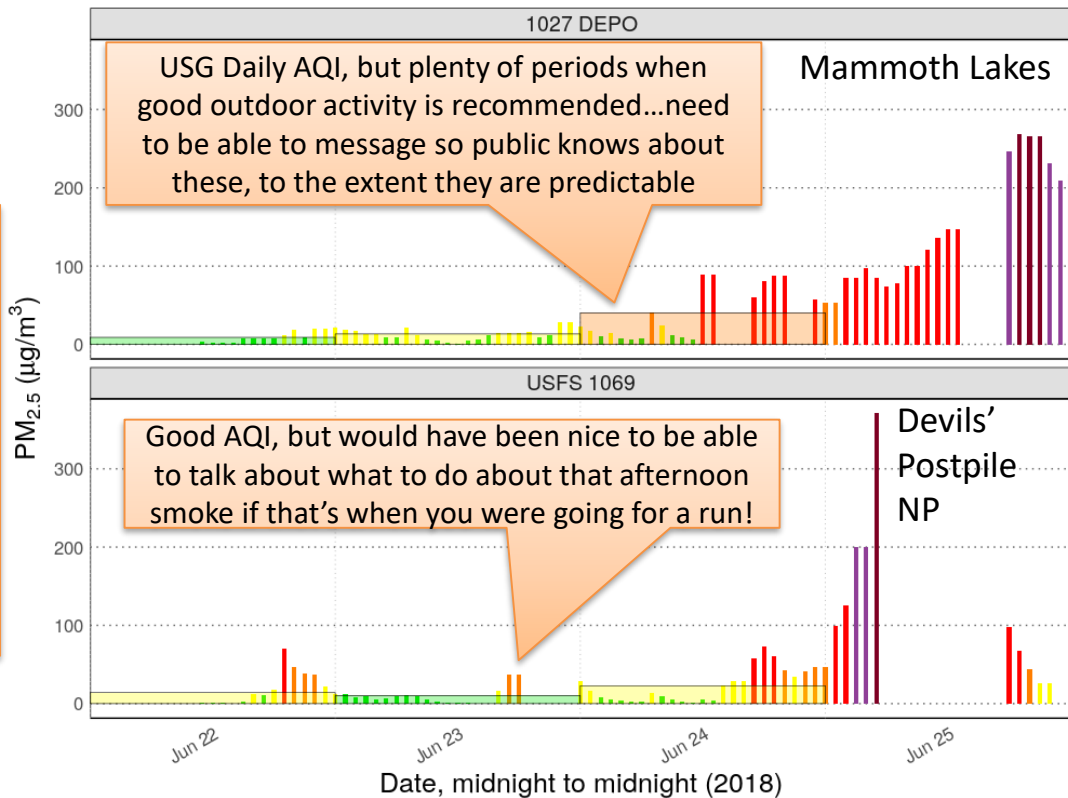 1027 DEPO
USG Daily AQI, but plenty of periods when
good outdoor activity is recommended…need
to be able to message so public knows about
these, to the extent they are predictable
Mammoth Lakes
300
200
100
0
USFS 1069
Good AQI, but would have been nice to be able
to talk about what to do about that afternoon
smoke if that's when you were going for a run!
Devils'
Postpile
NP
300
200
100
0
PM2.5 (µg/m³)
Jun 22
Jun 23
Jun 24
Jun 25
Date, midnight to midnight (2018)